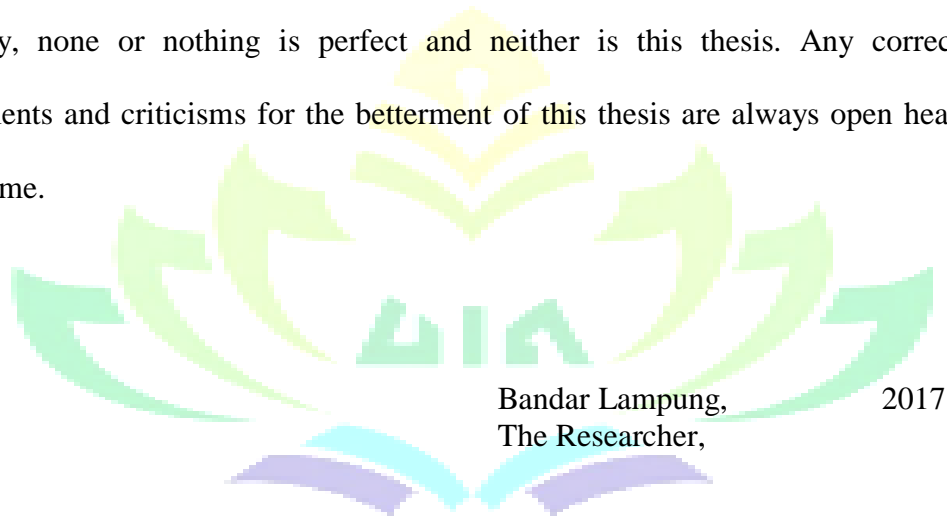 y, none or nothing is perfect and neither is this thesis. Any correc
ents and criticisms for the betterment of this thesis are always open hea
me.
UIN
Bandar Lampung, 2017
The Researcher,